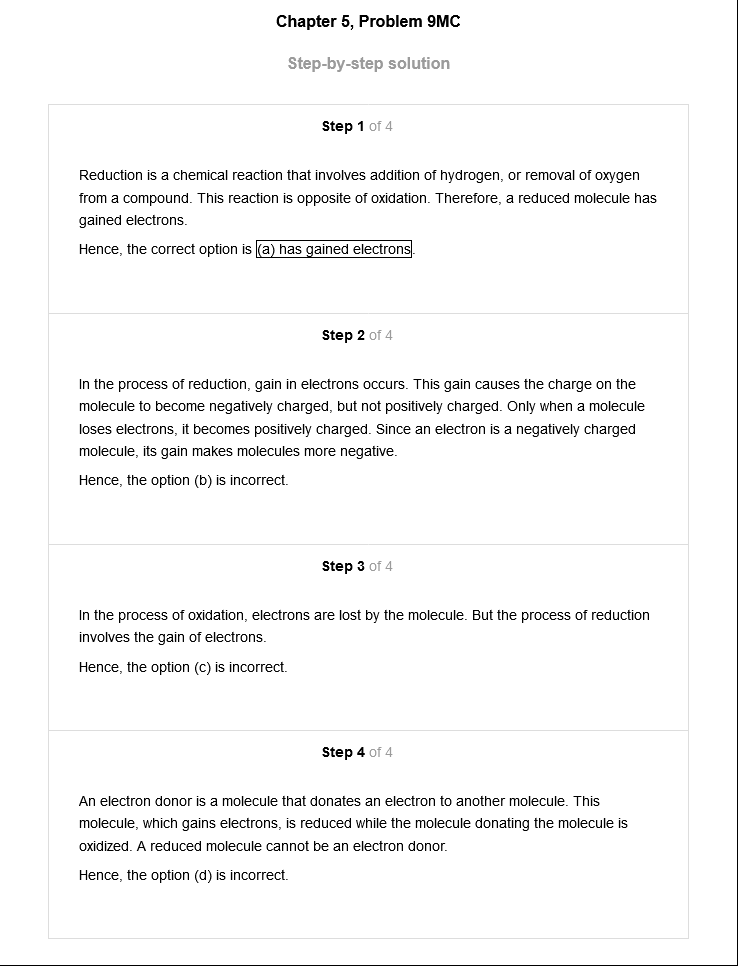 Chapter 5, Problem 9MC
Step-by-step solution
Step 1 of 4
Reduction is a chemical reaction that involves addition of hydrogen, or removal of oxygen
from a compound. This reaction is opposite of oxidation. Therefore, a reduced molecule has
gained electrons.
Hence, the correct option is (a) has gained electrons.
Step 2 of 4
In the process of reduction, gain in electrons occurs. This gain causes the charge on the
molecule to become negatively charged, but not positively charged. Only when a molecule
loses electrons, it becomes positively charged. Since an electron is a negatively charged
molecule, its gain makes molecules more negative.
Hence, the option (b) is incorrect.
Step 3 of 4
In the process of oxidation, electrons are lost by the molecule. But the process of reduction
involves the gain of electrons.
Hence, the option (c) is incorrect.
Step 4 of 4
An electron donor is a molecule that donates an electron to another molecule. This
molecule, which gains electrons, is reduced while the molecule donating the molecule is
oxidized. A reduced molecule cannot be an electron donor.
Hence, the option (d) is incorrect.